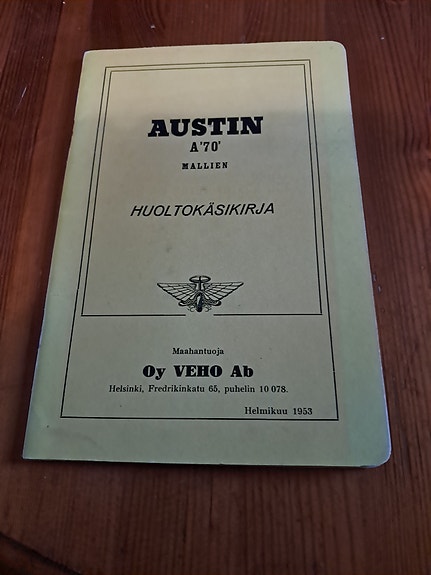 AUSTIN
A'70'
MALLIEN
HUOLTOKÄSIKIRJA
Maahantuoja
Oy VEHO Ab
Helsinki, Fredrikinkatu 65, puhelin 10 078.
Helmikuu 1953